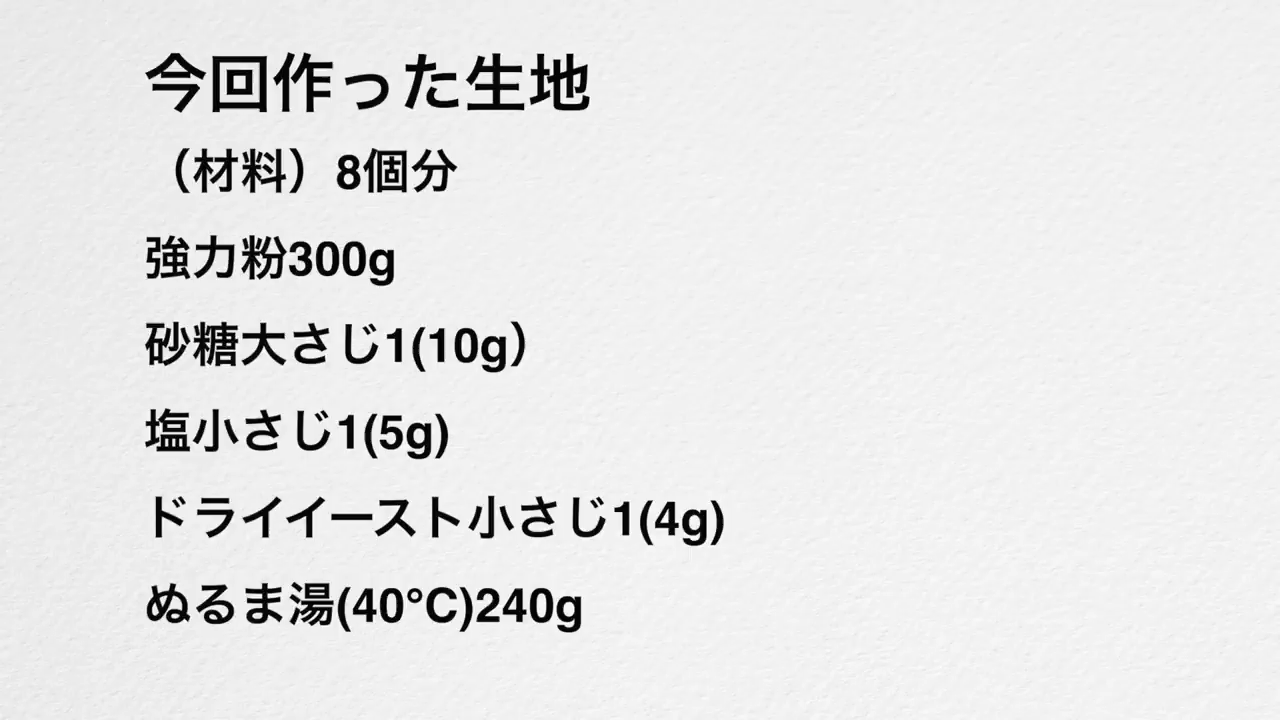 今回作った生地
（材料）8個分
強力粉300g
砂糖大さじ1(10g）
塩小さじ1(5g)
ドライイースト小さじ1(4g)
ぬるま湯(40°C)240g